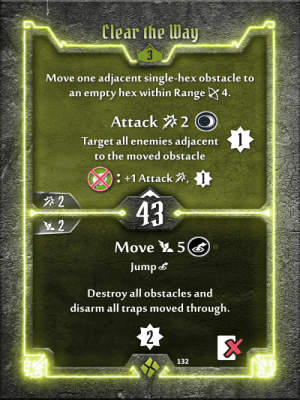 Clear the Way
3
Move one adjacent single-hex obstacle to
an empty hex within Range 4.
Attack 2
Target all enemies adjacent
to the moved obstacle
1
: +1 Attack , 1
2
43
2
Move 5
Jump
Destroy all obstacles and
disarm all traps moved through.
2
132